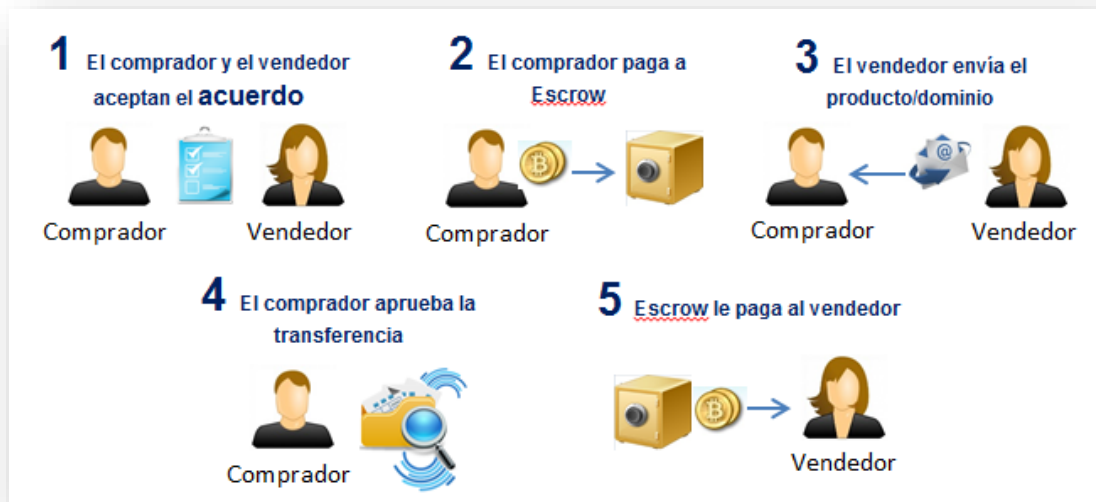 1 El comprador y el vendedor
aceptan el acuerdo
Comprador
Vendedor
2 El comprador paga a
Escrow
Comprador
3 El vendedor envía el
producto/dominio
Comprador
Vendedor
4 El comprador aprueba la
transferencia
Comprador
5 Escrow le paga al vendedor
Vendedor